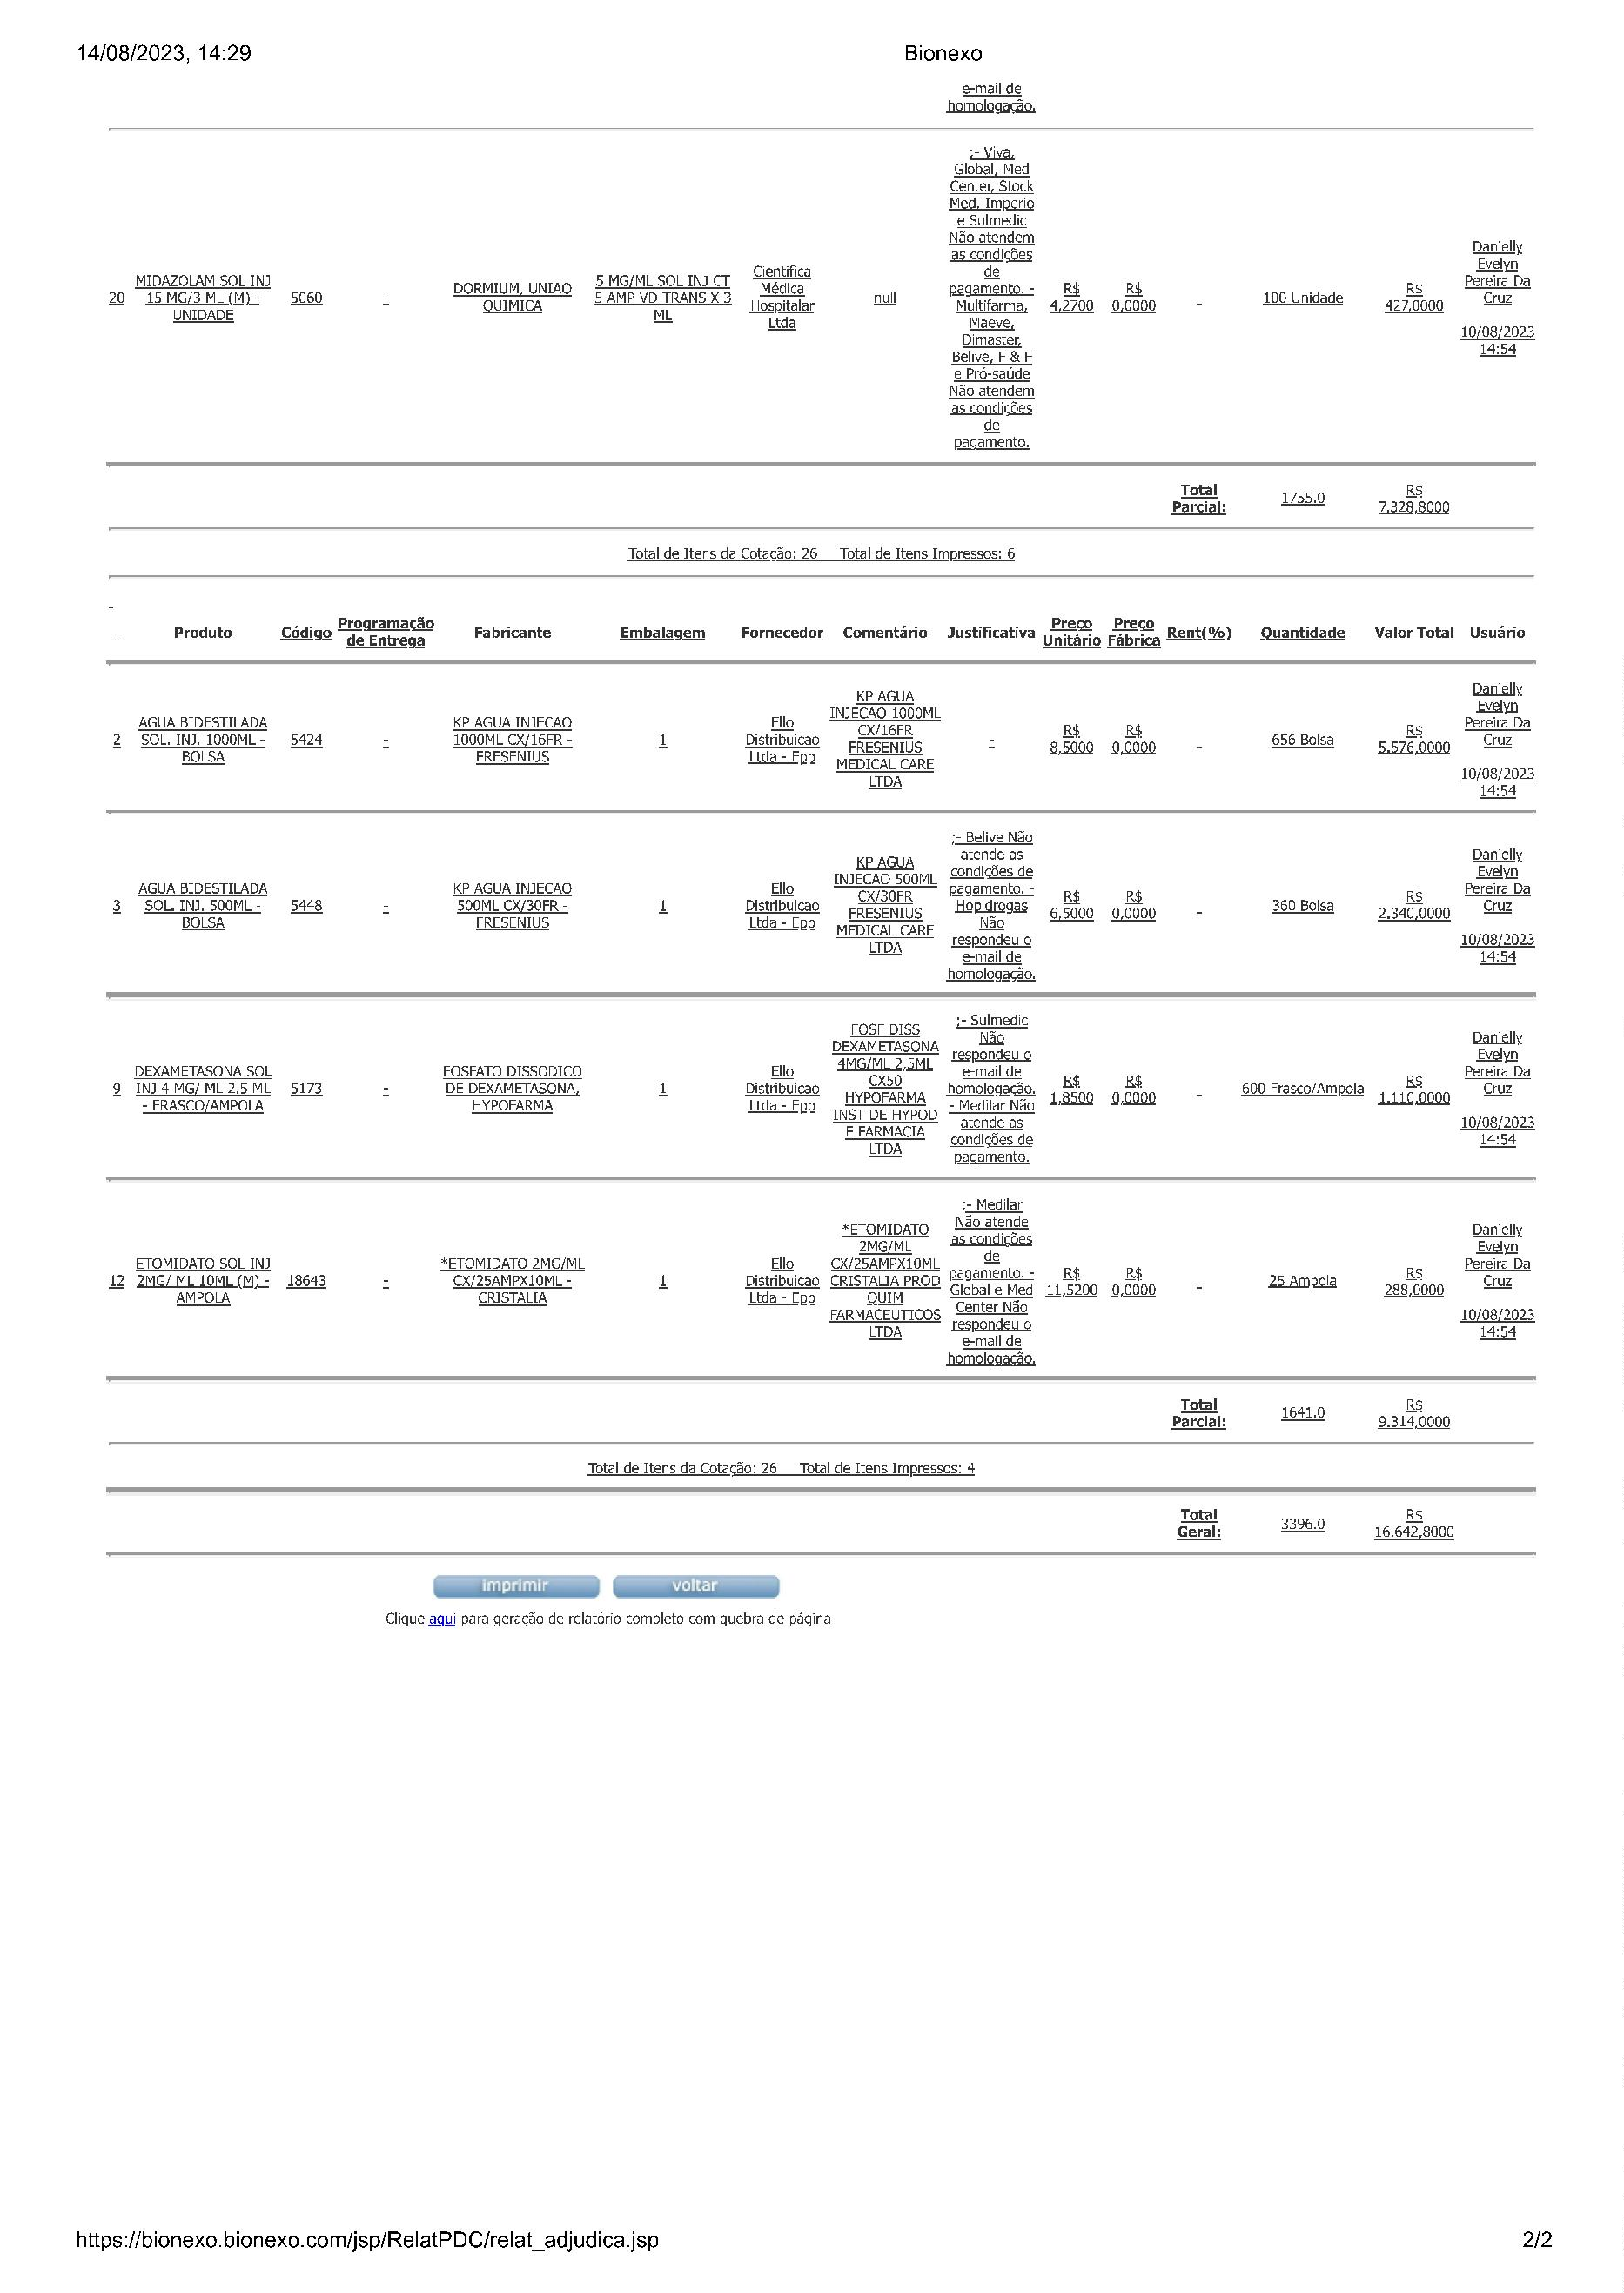 14/08/2023, 14:29
Bionexo
e-mail de
homologação.
20
MIDAZOLAM SOL INJ
15 MG/3 ML (M) -
UNIDADE
5060
-
DORMIUM, UNIAO
QUIMICA
5 MG/ML SOL INJ CT
5 AMP VD TRANS X 3
ML
Cientifica
Médica
Hospitalar
Ltda
null
;- Viva,
Global, Med
Center, Stock
Med, Imperio
e Sulmedic
Não atendem
as condições
de
pagamento. -
Multifarma,
Maeve,
Dimaster,
Belive, F & F
e Pró-saúde
Não atendem
as condições
de
pagamento.
R$
4,2700
R$
0,0000
-
100 Unidade
R$
427,0000
Danielly
Evelyn
Pereira Da
Cruz
10/08/2023
14:54
Total
Parcial:
1755.0
R$
7.328,8000
Total de Itens da Cotação: 26 Total de Itens Impressos: 6
-
-
Produto
Código
Programação
de Entrega
Fabricante
Embalagem
Fornecedor
Comentário
Justificativa
Preço
Unitário
Preço
Fábrica
Rent(%)
Quantidade
Valor Total
Usuário
2
AGUA BIDESTILADA
SOL. INJ. 1000ML -
BOLSA
5424
-
KP AGUA INJECAO
1000ML CX/16FR -
FRESENIUS
1
Ello
Distribuicao
Ltda - Epp
KP AGUA
INJECAO 1000ML
CX/16FR
FRESENIUS
MEDICAL CARE
LTDA
-
R$
8,5000
R$
0,0000
-
656 Bolsa
R$
5.576,0000
Danielly
Evelyn
Pereira Da
Cruz
10/08/2023
14:54
3
AGUA BIDESTILADA
SOL. INJ. 500ML -
BOLSA
5448
-
KP AGUA INJECAO
500ML CX/30FR -
FRESENIUS
1
Ello
Distribuicao
Ltda - Epp
KP AGUA
INJECAO 500ML
CX/30FR
FRESENIUS
MEDICAL CARE
LTDA
;- Belive Não
atende as
condições de
pagamento. -
Hopidrogas
Não
respondeu o
e-mail de
homologação.
R$
6,5000
R$
0,0000
-
360 Bolsa
R$
2.340,0000
Danielly
Evelyn
Pereira Da
Cruz
10/08/2023
14:54
9
DEXAMETASONA SOL
INJ 4 MG/ ML 2,5 ML
- FRASCO/AMPOLA
5173
-
FOSFATO DISSODICO
DE DEXAMETASONA,
HYPOFARMA
1
Ello
Distribuicao
Ltda - Epp
FOSF DISS
DEXAMETASONA
4MG/ML 2,5ML
CX50
HYPOFARMA
INST DE HYPOD
E FARMACIA
LTDA
;- Sulmedic
Não
respondeu o
e-mail de
homologação.
- Medilar Não
atende as
condições de
pagamento.
R$
1,8500
R$
0,0000
-
600 Frasco/Ampola
R$
1.110,0000
Danielly
Evelyn
Pereira Da
Cruz
10/08/2023
14:54
12
ETOMIDATO SOL INJ
2MG/ ML 10ML (M) -
AMPOLA
18643
-
*ETOMIDATO 2MG/ML
CX/25AMPX10ML -
CRISTALIA
1
Ello
Distribuicao
Ltda - Epp
*ETOMIDATO
2MG/ML
CX/25AMPX10ML
CRISTALIA PROD
QUIM
FARMACEUTICOS
LTDA
;- Medilar
Não atende
as condições
de
pagamento. -
Global e Med
Center Não
respondeu o
e-mail de
homologação.
R$
11,5200
R$
0,0000
-
25 Ampola
R$
288,0000
Danielly
Evelyn
Pereira Da
Cruz
10/08/2023
14:54
Total
Parcial:
1641.0
R$
9.314,0000
Total de Itens da Cotação: 26 Total de Itens Impressos: 4
Total
Geral:
3396.0
R$
16.642,8000
imprimir
voltar
Clique aqui para geração de relatório completo com quebra de página
https://bionexo.bionexo.com/jsp/RelatPDC/relat_adjudica.jsp
2/2